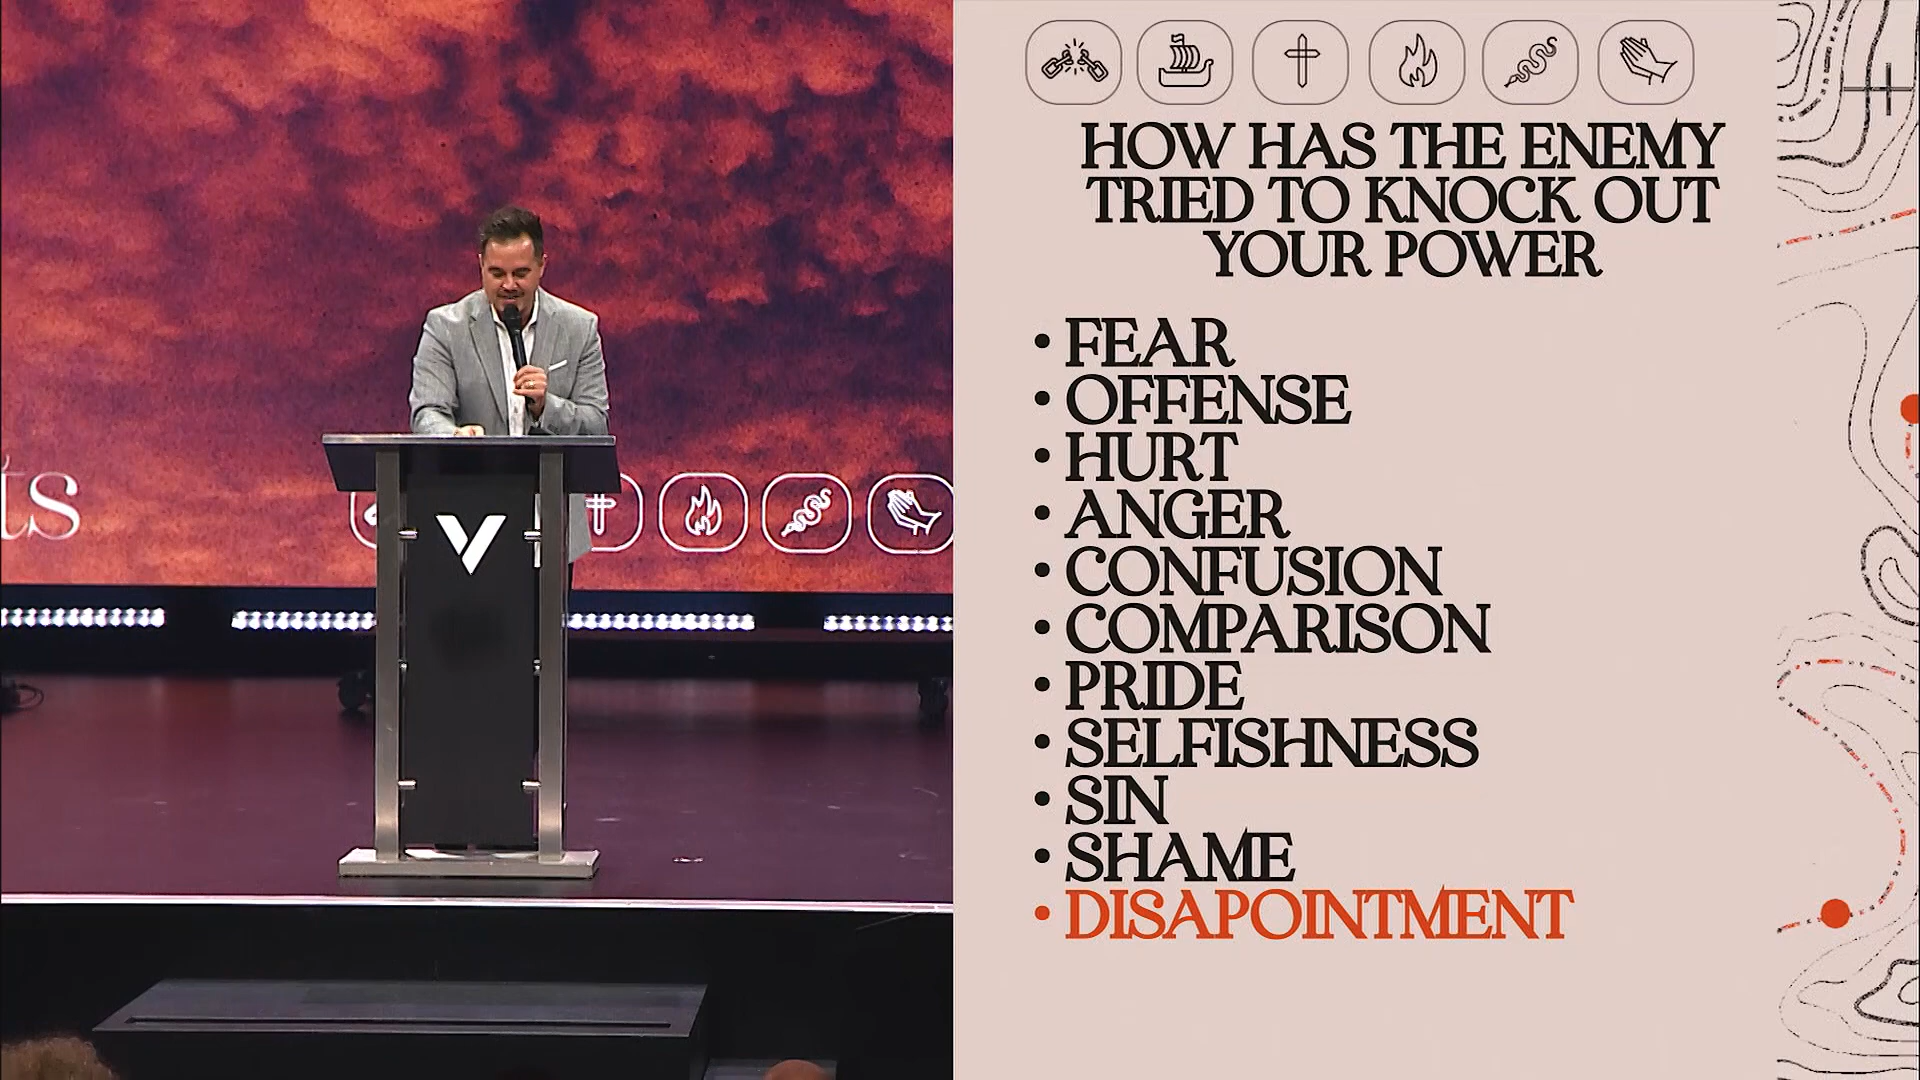 ts
V
HOW HAS THE ENEMY
TRIED TO KNOCK OUT
YOUR POWER
• FEAR
• OFFENSE
• HURT
• ANGER
• CONFUSION
• COMPARISON
• PRIDE
• SELFISHNESS
• SIN
• SHAME
• DISAPOINTMENT